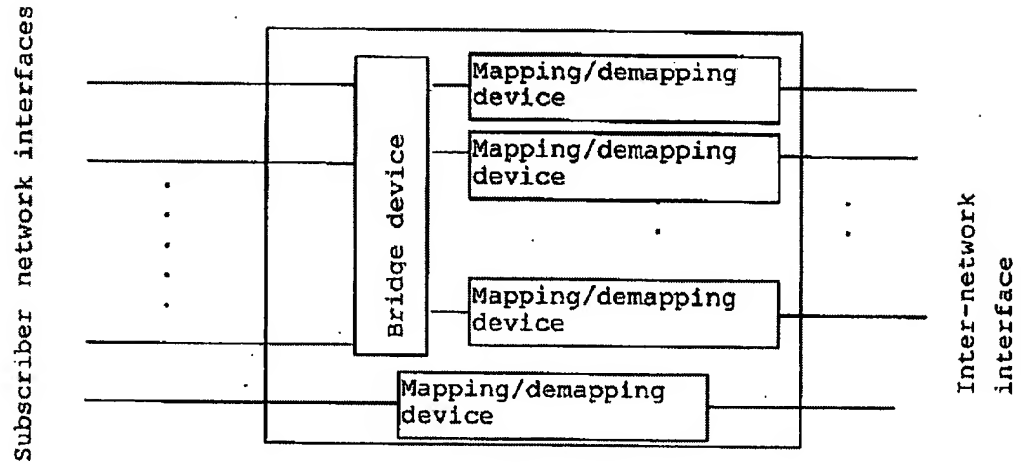 Subscriber network interfaces
Bridge device
Mapping/demapping
device
Mapping/demapping
device
Mapping/demapping
device
Mapping/demapping
device
Inter-network
interface